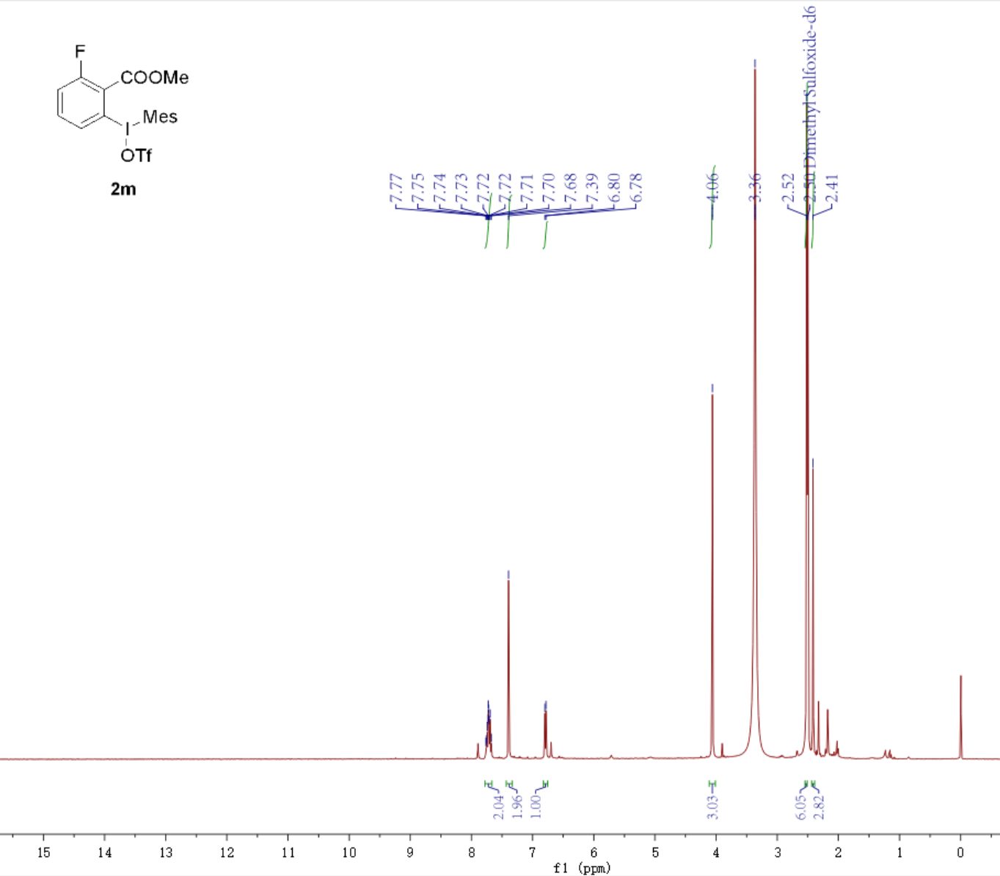 F
COOMe
I
Mes
OTf
2m
7.77
7.75
7.74
7.73
7.72
7.72
7.71
7.70
7.68
7.39
6.80
6.78
4.06
3.36
2.52
2.50 Dimethyl Sulfoxide-d6
2.41
2.04
1.96
1.00
3.03
6.05
2.82
15 14 13 12 11 10 9 8 7 6 5 4 3 2 1 0
f1 (ppm)